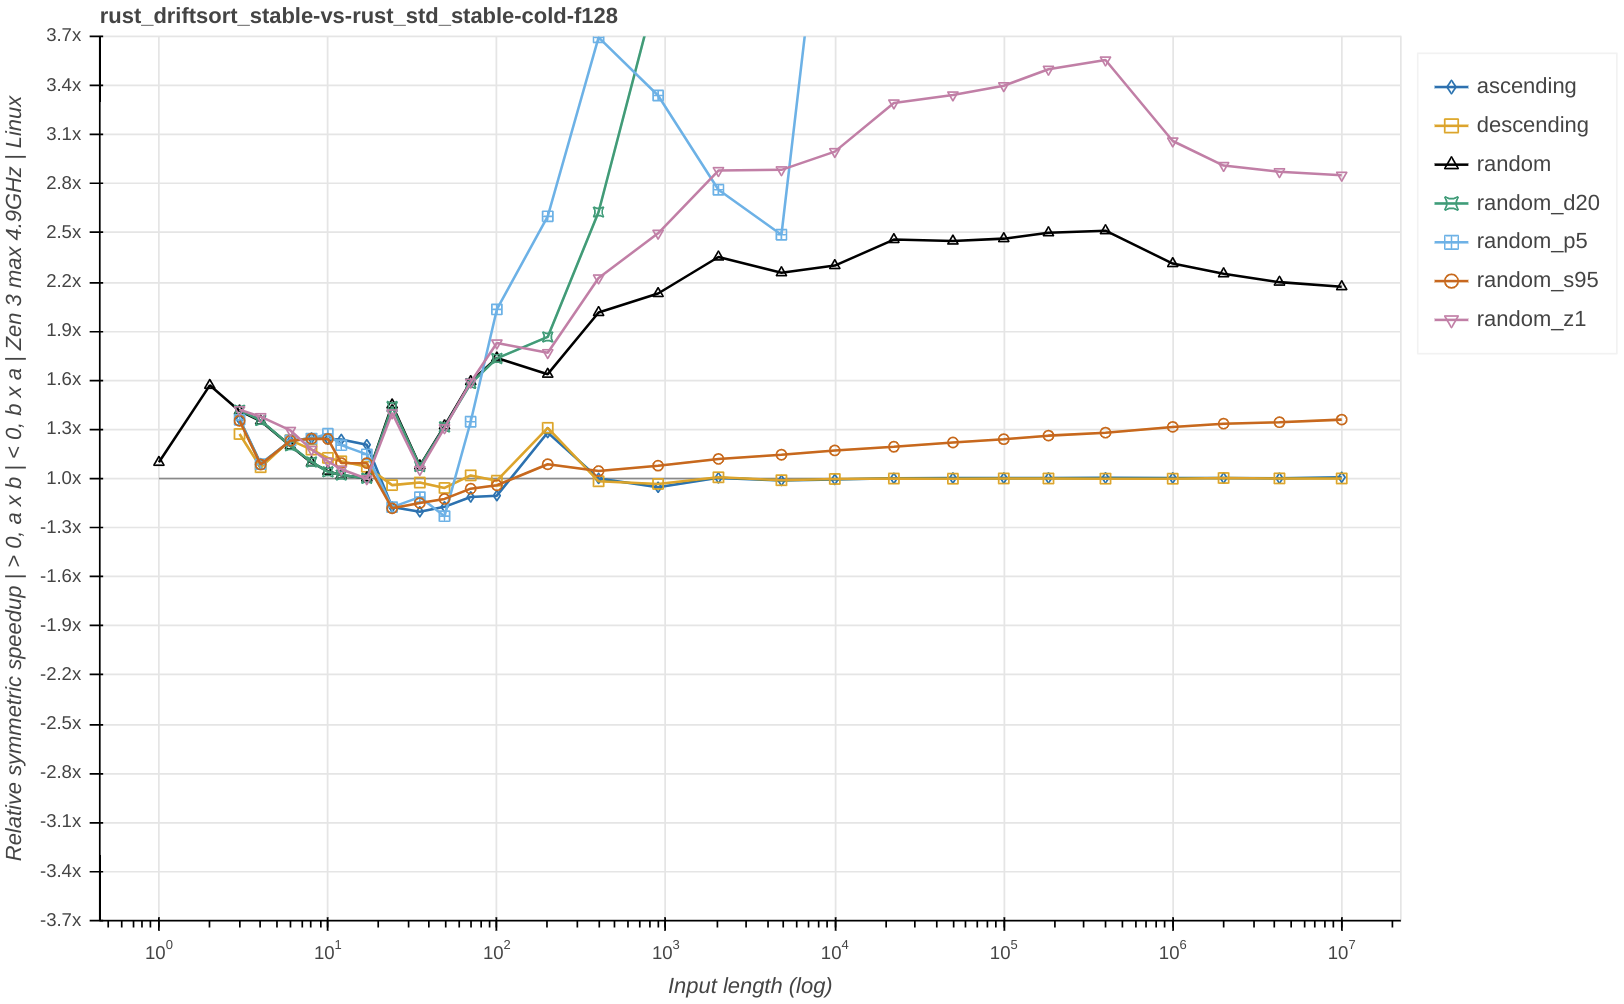 rust_driftsort_stable-vs-rust_std_stable-cold-f128
Relative symmetric speedup | > 0, a x b | < 0, b x a | Zen 3 max 4.9GHz | Linux
3.7x
3.4x
3.1x
2.8x
2.5x
2.2x
1.9x
1.6x
1.3x
1.0x
-1.3x
-1.6x
-1.9x
-2.2x
-2.5x
-2.8x
-3.1x
-3.4x
-3.7x
10⁰ 10¹ 10² 10³ 10⁴ 10⁵ 10⁶ 10⁷
Input length (log)
ascending
descending
random
random_d20
random_p5
random_s95
random_z1